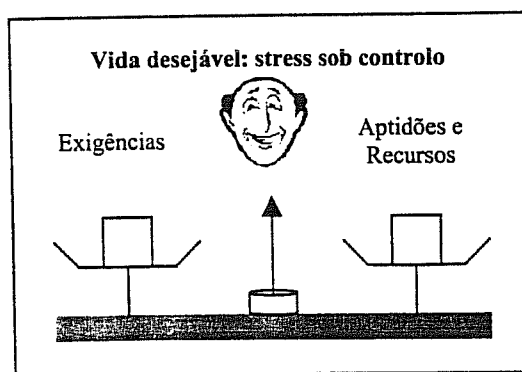 Vida desejável: stress sob controlo
Exigências
Aptidões e
Recursos